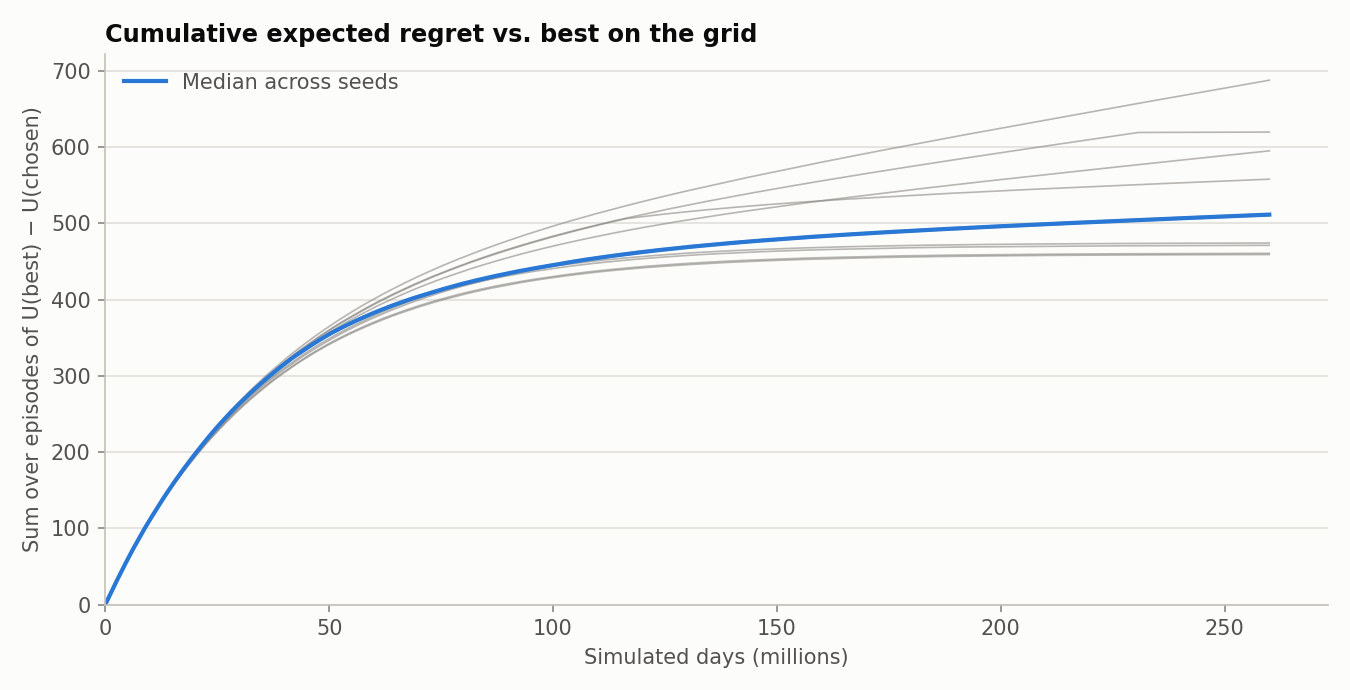 Cumulative expected regret vs. best on the grid
Median across seeds
Sum over episodes of U(best) − U(chosen)
700
600
500
400
300
200
100
0
0 50 100 150 200 250
Simulated days (millions)